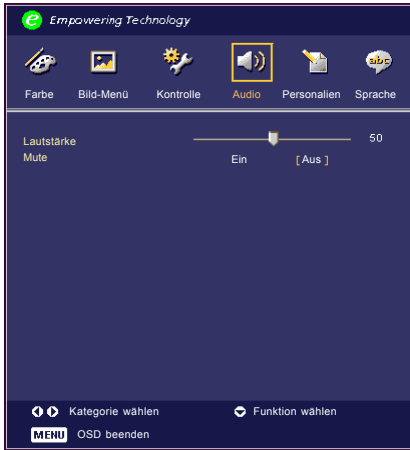 e Empowering Technology
Farbe Bild-Menü Kontrolle Audio Personalien Sprache
abc
Lautstärke 50
Mute Ein [ Aus ]
Kategorie wählen Funktion wählen
MENU OSD beenden